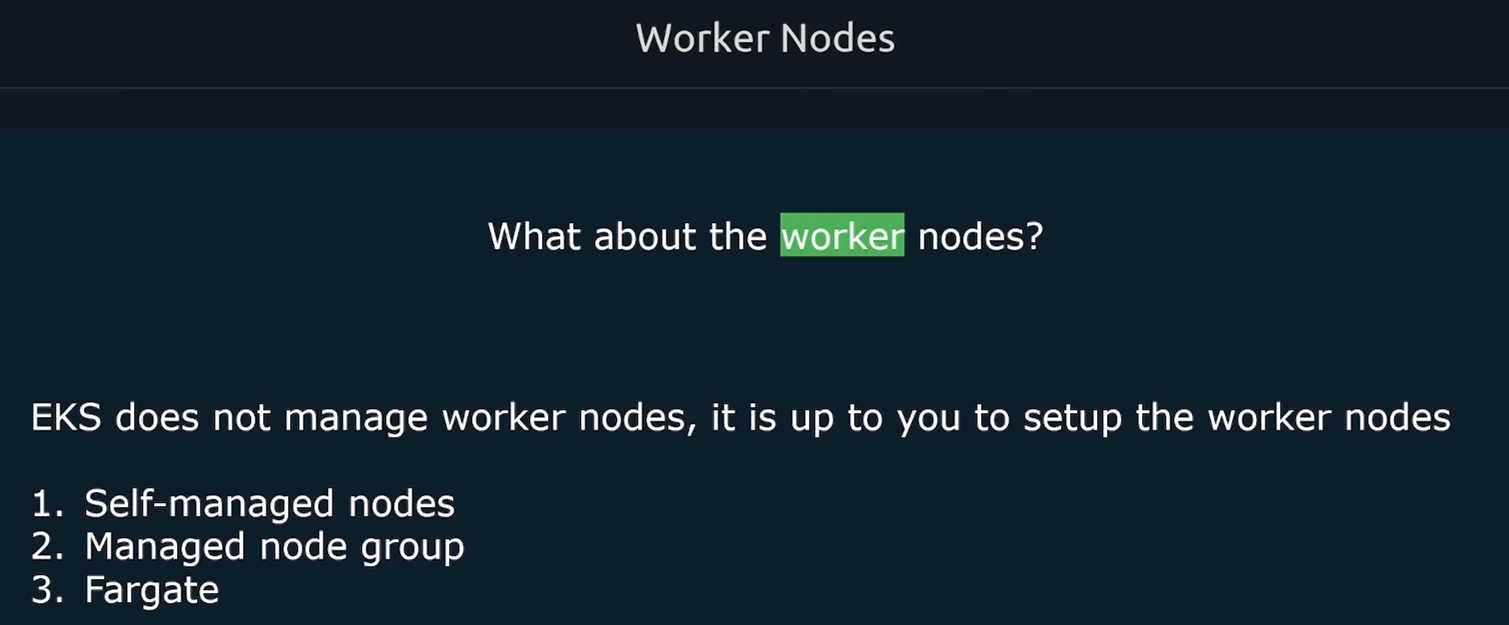 Worker Nodes
What about the worker nodes?
EKS does not manage worker nodes, it is up to you to setup the worker nodes
1. Self-managed nodes
2. Managed node group
3. Fargate